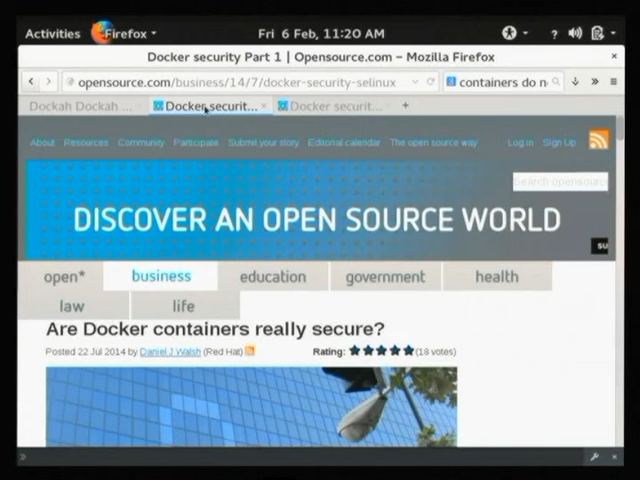 Activities Firefox Fri 6 Feb, 11:20 AM ?
Docker security Part 1 | Opensource.com – Mozilla Firefox ×
opensource.com/business/14/7/docker-security-selinux containers do n
Dockah Dockah ... Docker securit... × Docker securit... × +
About Resources Community Participate Submit your story Editorial calendar The open source way Log in Sign Up
Search opensour
DISCOVER AN OPEN SOURCE WORLD
SU
open* business education government health
law life
Are Docker containers really secure?
Posted 22 Jul 2014 by Daniel J Walsh (Red Hat) Rating: (18 votes)